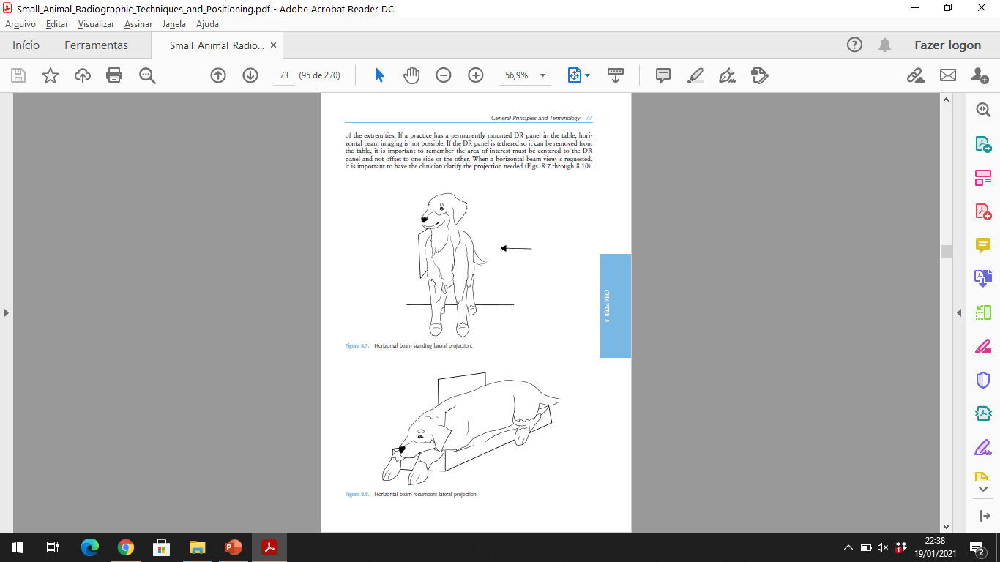 Small_Animal_Radiographic_Techniques_and_Positioning.pdf - Adobe Acrobat Reader DC
Arquivo Editar Visualizar Assinar Janela Ajuda
Início Ferramentas Small_Animal_Radio... × Fazer logon
73 (95 de 270) 56,9%
General Principles and Terminology 77
of the extremities. If a practice has a permanently mounted DR panel in the table, hori-
zontal beam imaging is not possible. If the DR panel is tethered so it can be removed from
the table, it is important to remember the area of interest must be centered to the DR
panel and not offset to one side or the other. When a horizontal beam view is requested,
it is important to have the clinician clarify the projection needed (Figs. 8.7 through 8.10).
CHAPTER 8
Figure 8.7. Horizontal beam standing lateral projection.
Figure 8.8. Horizontal beam recumbent lateral projection.
22:38
19/01/2021
1
2